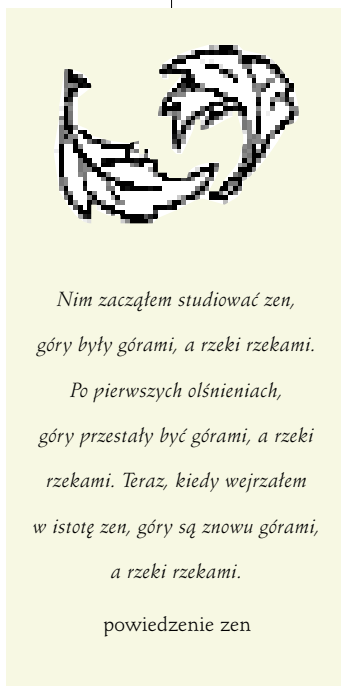 Nim zacząłem studiować zen,
góry były górami, a rzeki rzekami.
Po pierwszych olśnieniach,
góry przestały być górami, a rzeki
rzekami. Teraz, kiedy wejrzałem
w istotę zen, góry są znowu górami,
a rzeki rzekami.
powiedzenie zen